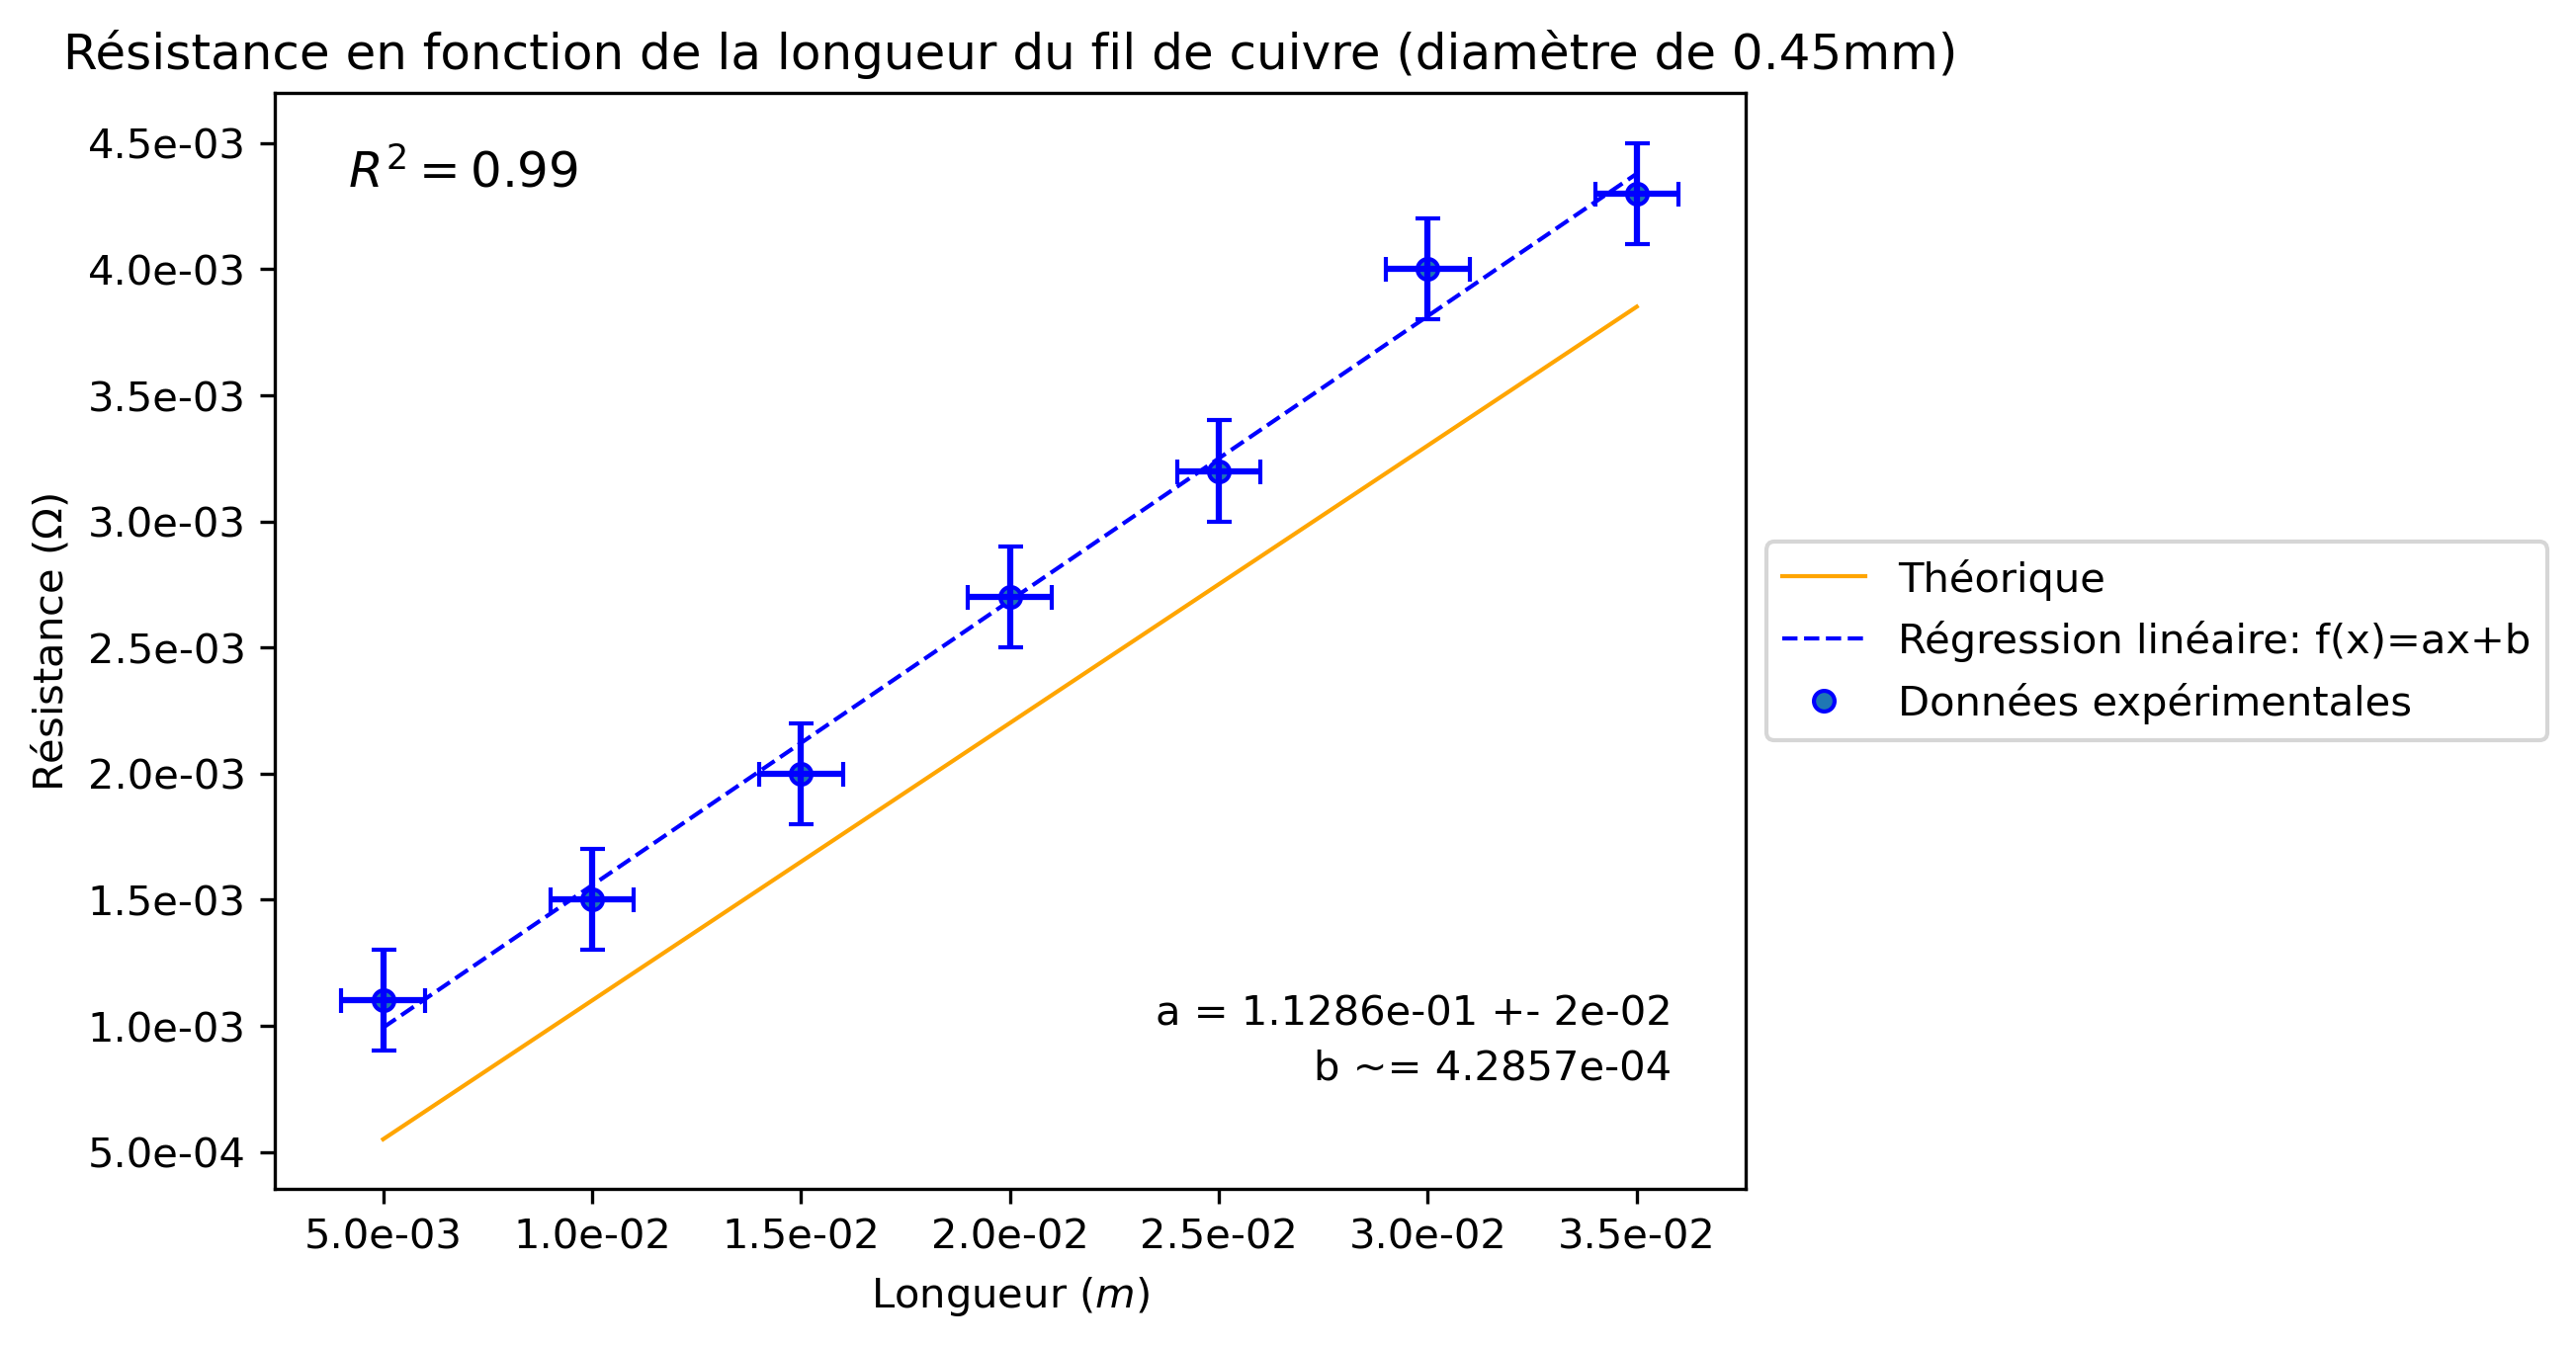 Résistance en fonction de la longueur du fil de cuivre (diamètre de 0.45mm)
R² = 0.99
4.5e-03
4.0e-03
3.5e-03
3.0e-03
2.5e-03
2.0e-03
1.5e-03
1.0e-03
5.0e-04
Résistance (Ω)
a = 1.1286e-01 +- 2e-02
b ~= 4.2857e-04
5.0e-03 1.0e-02 1.5e-02 2.0e-02 2.5e-02 3.0e-02 3.5e-02
Longueur (m)
Théorique
Régression linéaire: f(x)=ax+b
Données expérimentales